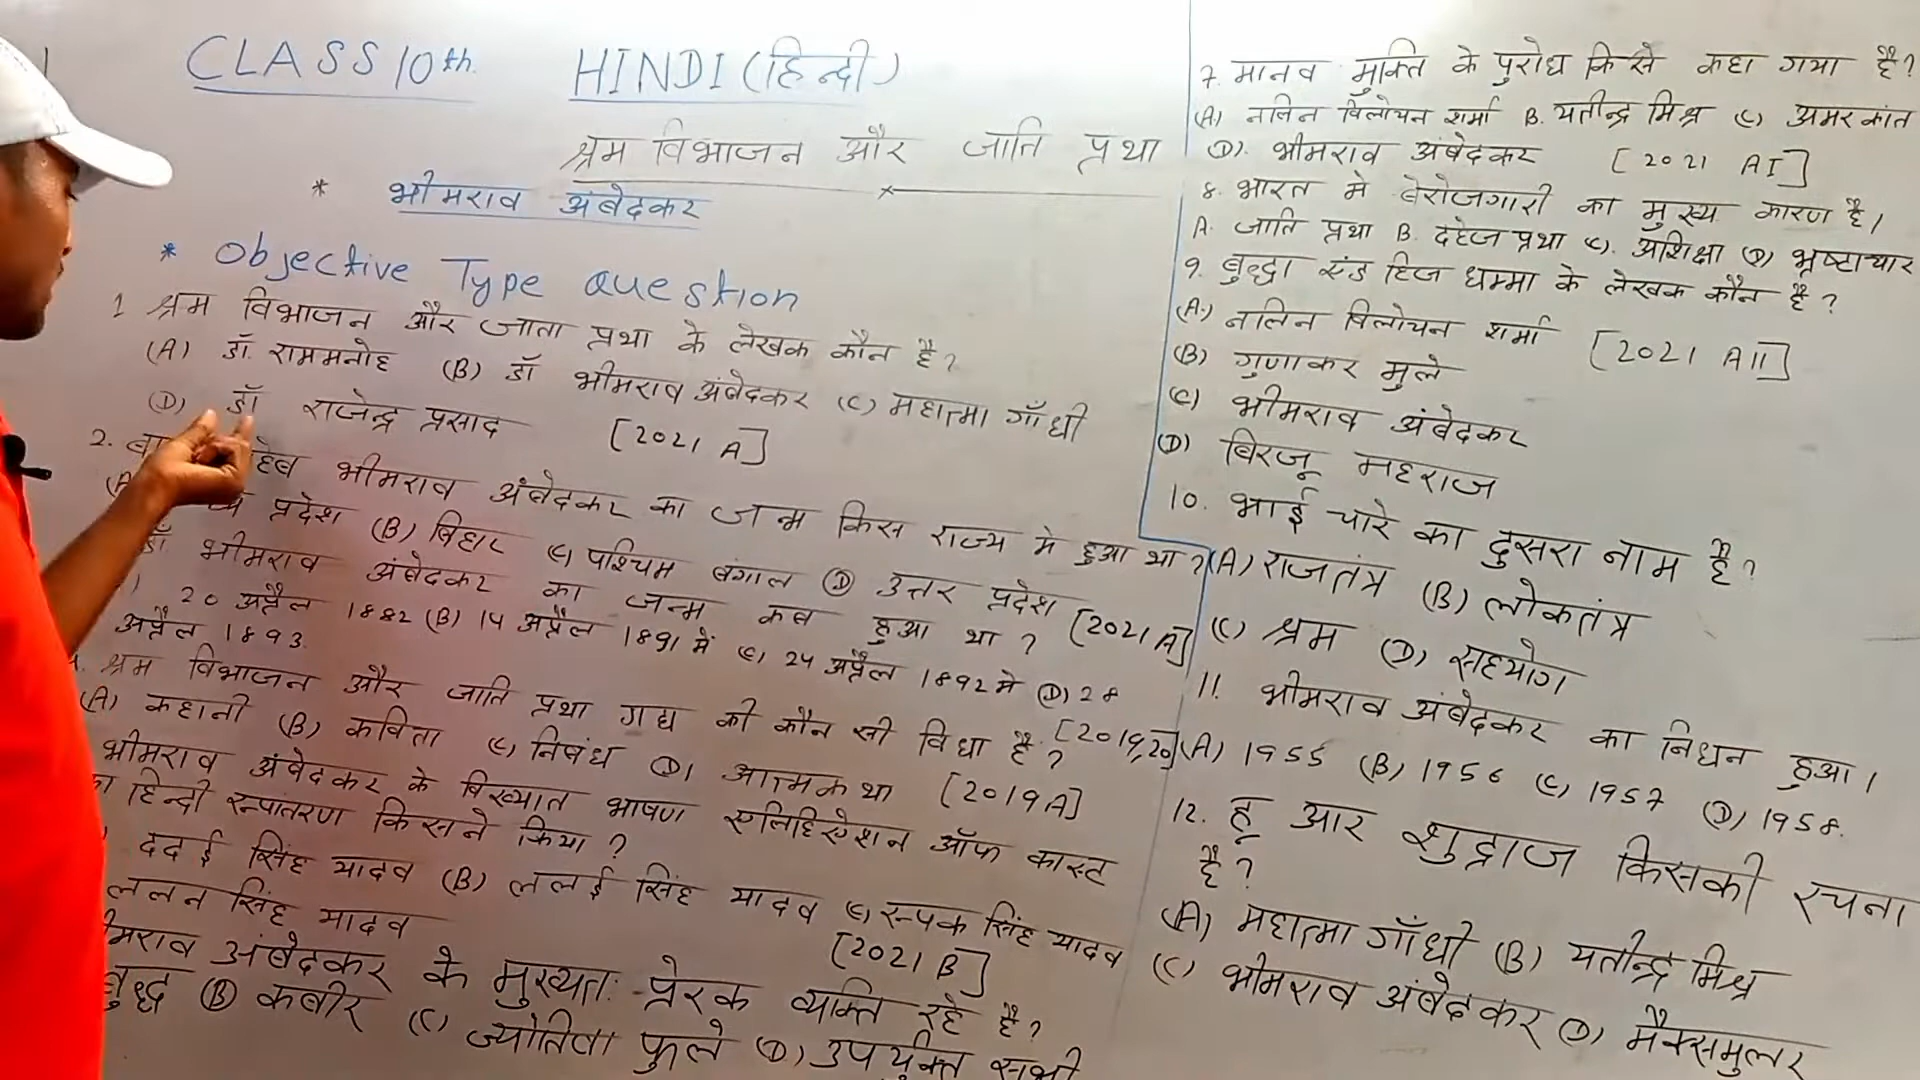 CLASS 10th. HINDI (हिन्दी)
श्रम विभाजन और जाति प्रथा
* भीमराव अंबेदकर
* Objective Type Question
1 श्रम विभाजन और जाता प्रथा के लेखक कौन है?
(A) डॉ. राममनोह (B) डॉ भीमराव अंबेदकर (C) महात्मा गाँधी
(D) डॉ राजेन्द्र प्रसाद [2021 A]
2. भीमराव अंबेदकर का जन्म किस राज्य मे हुआ था?
प्रदेश (B) बिहार (C) पश्चिम बंगाल (D) उत्तर प्रदेश [2021 A]
डॉ भीमराव अंबेदकर का जन्म कब हुआ था?
20 अप्रैल 1882 (B) 14 अप्रैल 1891 में (C) 24 अप्रैल 1892 मे (D) 28
अप्रैल 1893.
श्रम विभाजन और जाति प्रथा गद्य की कौन सी विधा है? [2019,20]
(A) कहानी (B) कविता (C) निबंध (D) आत्मकथा [2019A]
भीमराव अंबेदकर के विख्यात भाषण एनिहिलेशन ऑफ कास्ट
का हिन्दी रूपांतरण किसने किया?
ददई सिंह यादव (B) ललई सिंह यादव (C) रूपक सिंह यादव
ललन सिंह यादव [2021 B]
भीमराव अंबेदकर के मुख्यतः प्रेरक व्यक्ति रहे है?
बुद्ध (B) कबीर (C) ज्योतिबा फुले (D) उपर्युक्त सभी
7. मानव मुक्ति के पुरोध किसे कहा गया है?
(A) नलिन विलोचन शर्मा B. यतीन्द्र मिश्र (C) अमरकांत
(D). भीमराव अंबेदकर [2021 AI]
8. भारत मे बेरोजगारी का मुख्य कारण है।
A. जाति प्रथा B. दहेज प्रथा (C). अशिक्षा (D) भ्रष्टाचार
9. बुद्धा एंड हिज धम्मा के लेखक कौन है?
(A) नलिन विलोचन शर्मा [2021 AII]
(B) गुणाकर मुले
(C) भीमराव अंबेदकर
(D) बिरजू महराज
10. भाई चारे का दुसरा नाम है?
(A) राजतंत्र (B) लोकतंत्र
(C) श्रम (D) सहयोग
11. भीमराव अंबेदकर का निधन हुआ।
(A) 1955 (B) 1956 (C) 1957 (D) 1958.
12. हू आर शुद्राज किसकी रचना
है?
(A) महात्मा गाँधी (B) यतीन्द्र मिश्र
(C) भीमराव अंबेदकर (D) मैक्समुलर